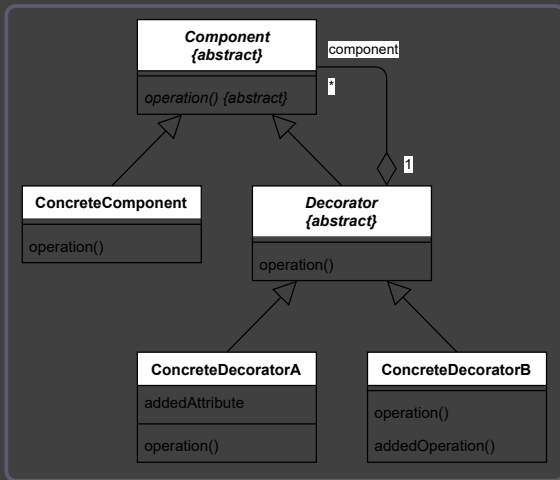 Component
{abstract}
component
*
operation() {abstract}
1
ConcreteComponent
operation()
Decorator
{abstract}
operation()
ConcreteDecoratorA
addedAttribute
operation()
ConcreteDecoratorB
operation()
addedOperation()